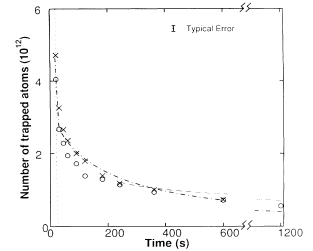 6
Typical Error
4
2
0
Number of trapped atoms (10¹²)
0 200 400 600 1200
Time (s)